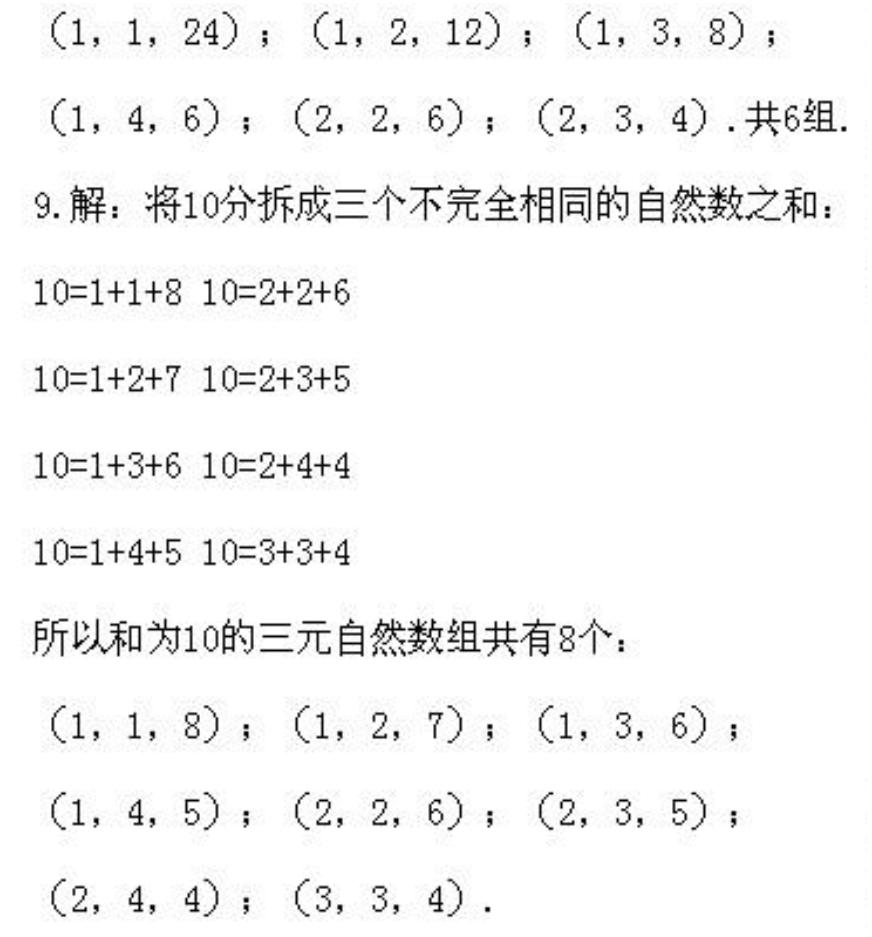 (1, 1, 24) ; (1, 2, 12) ; (1, 3, 8) ;
(1, 4, 6) ; (2, 2, 6) ; (2, 3, 4) .共6组.
9.解：将10分拆成三个不完全相同的自然数之和：
10=1+1+8 10=2+2+6
10=1+2+7 10=2+3+5
10=1+3+6 10=2+4+4
10=1+4+5 10=3+3+4
所以和为10的三元自然数组共有8个：
(1, 1, 8) ; (1, 2, 7) ; (1, 3, 6) ;
(1, 4, 5) ; (2, 2, 6) ; (2, 3, 5) ;
(2, 4, 4) ; (3, 3, 4) .